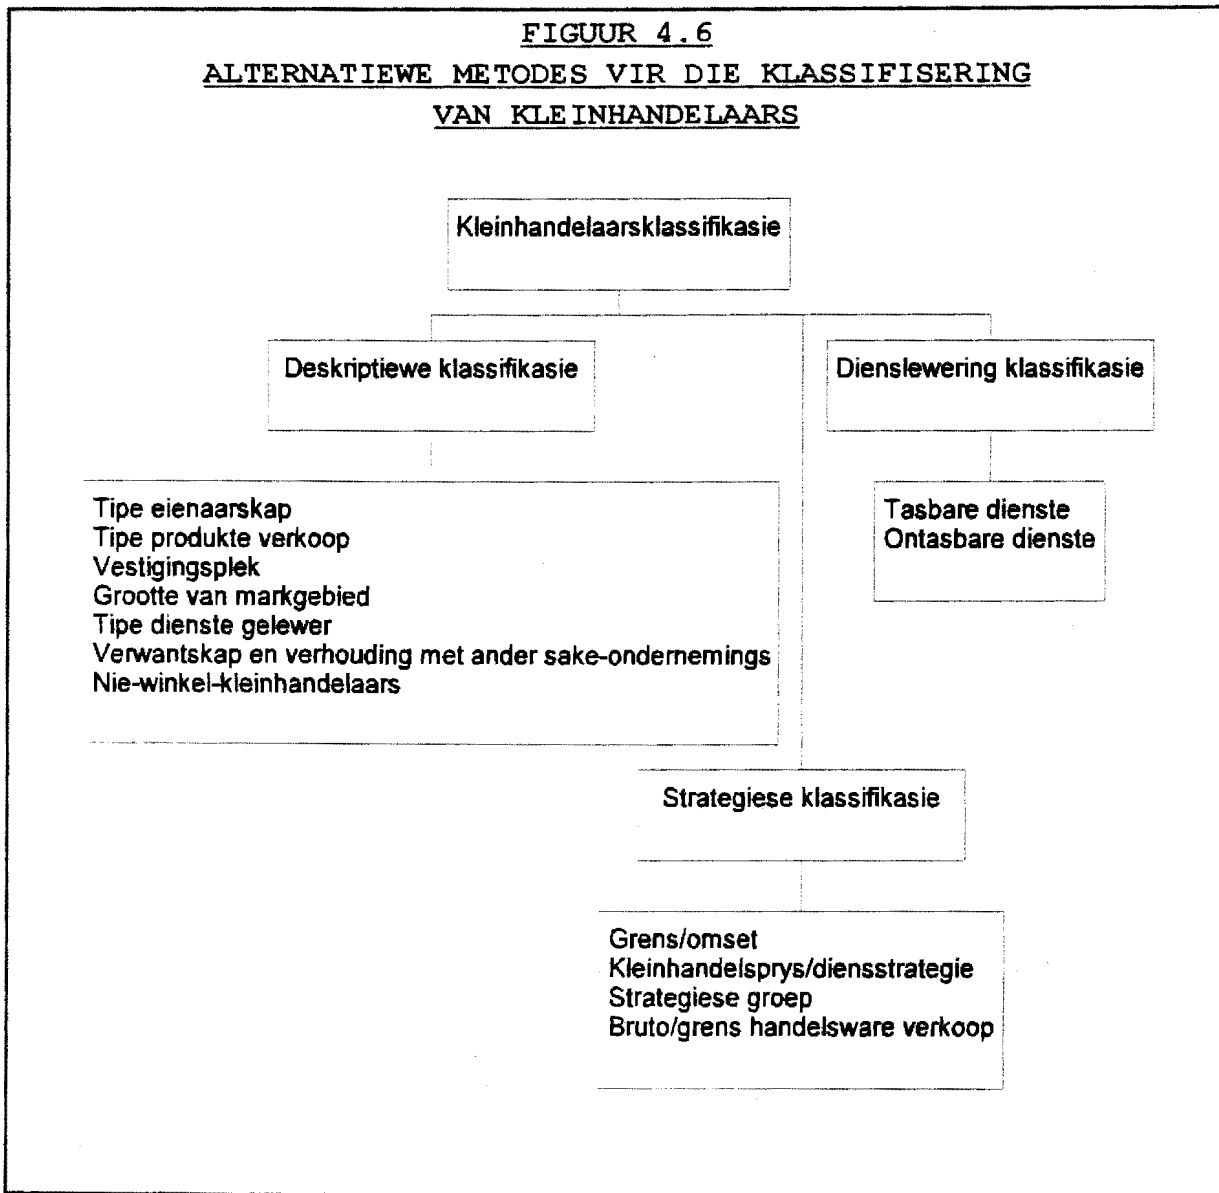 FIGUUR 4.6
ALTERNATIEWE METODES VIR DIE KLASSIFISERING
VAN KLEINHANDELAARS
Kleinhandelaarsklassifikasie
Deskriptiewe klassifikasie
Dienslewering klassifikasie
Tipe eienaarskap
Tipe produkte verkoop
Vestigingsplek
Grootte van markgebied
Tipe dienste gelewer
Verwantskap en verhouding met ander sake-ondernemings
Nie-winkel-kleinhandelaars
Tasbare dienste
Ontasbare dienste
Strategiese klassifikasie
Grens/omset
Kleinhandelsprys/diensstrategie
Strategiese groep
Bruto/grens handelsware verkoop